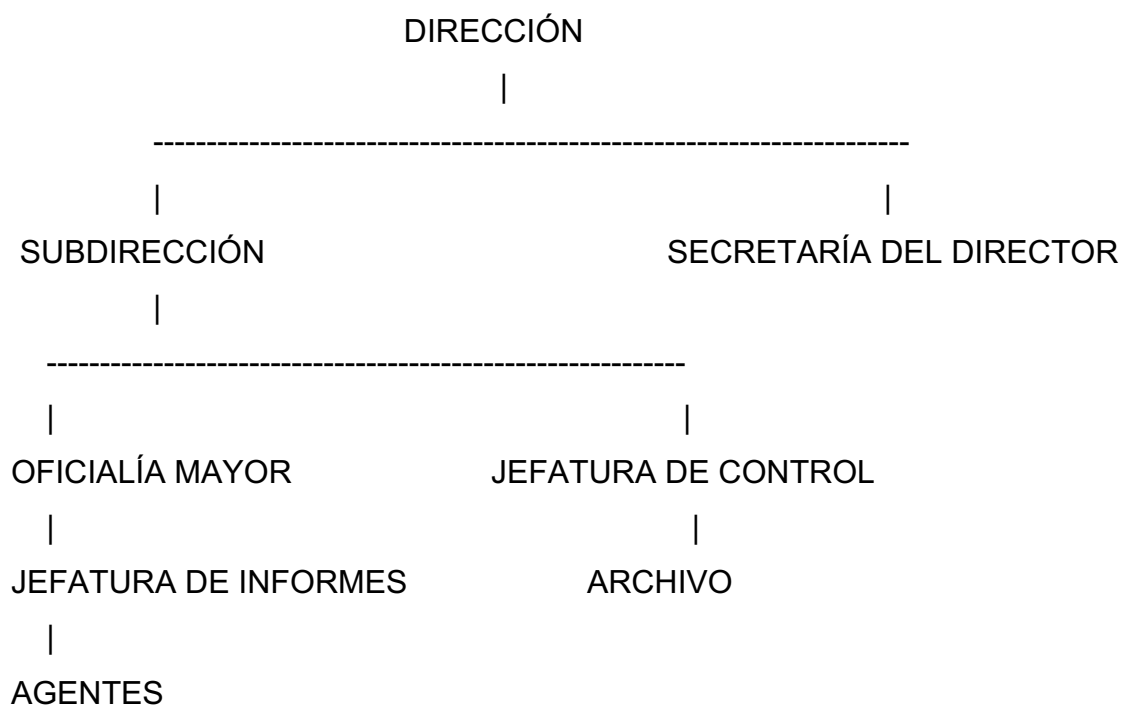 DIRECCIÓN
SUBDIRECCIÓN SECRETARÍA DEL DIRECTOR
OFICIALÍA MAYOR JEFATURA DE CONTROL
JEFATURA DE INFORMES ARCHIVO
AGENTES